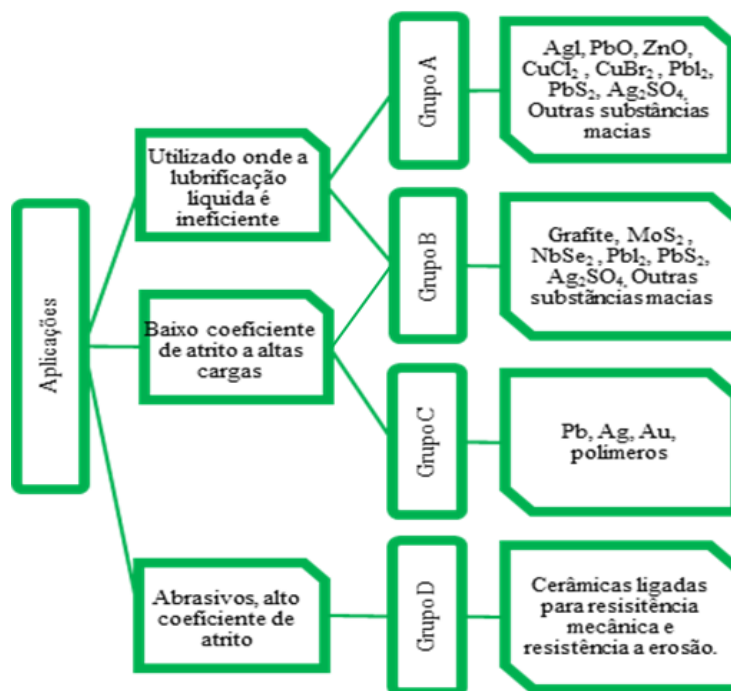 Aplicações
Utilizado onde a
lubrificação
líquida é
ineficiente
Baixo coeficiente
de atrito a altas
cargas
Abrasivos, alto
coeficiente de
atrito
Grupo A
Grupo B
Grupo C
Grupo D
AgI, PbO, ZnO,
CuCl₂ , CuBr₂ , PbI₂,
PbS₂, Ag₂SO₄,
Outras substâncias
macias
Grafite, MoS₂ ,
NbSe₂ , PbI₂, PbS₂,
Ag₂SO₄, Outras
substâncias macias
Pb, Ag, Au,
polímeros
Cerâmicas ligadas
para resisitência
mecânica e
resistência a erosão.